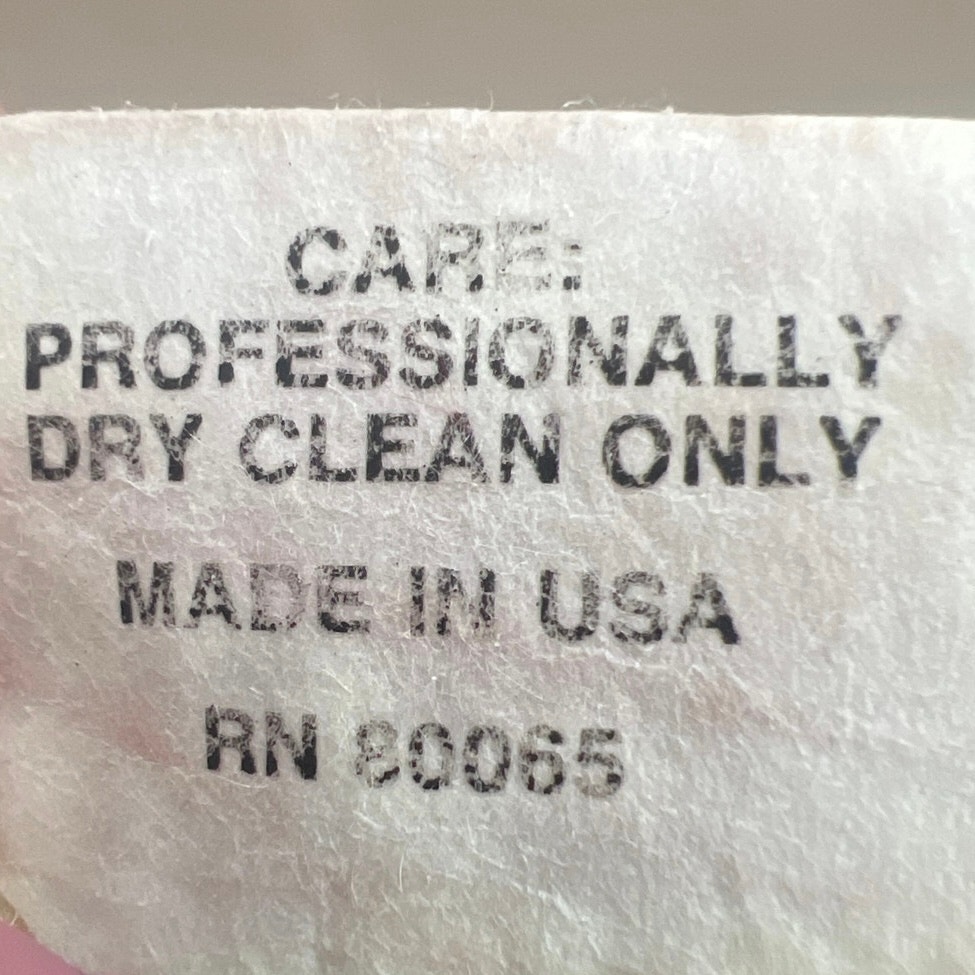 CARE:
PROFESSIONALLY
DRY CLEAN ONLY
MADE IN USA
RN 80065